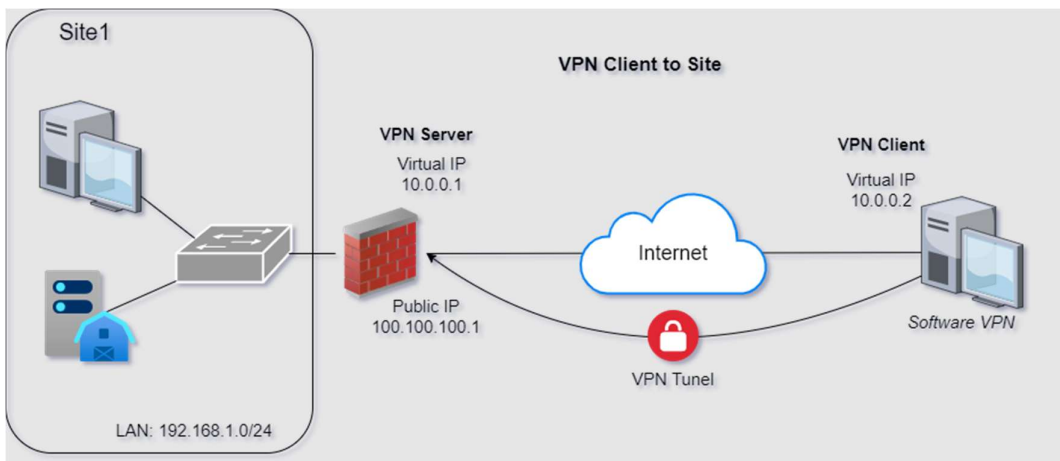 Site1
VPN Client to Site
VPN Server
Virtual IP
10.0.0.1
VPN Client
Virtual IP
10.0.0.2
Internet
Public IP
100.100.100.1
Software VPN
VPN Tunel
LAN: 192.168.1.0/24